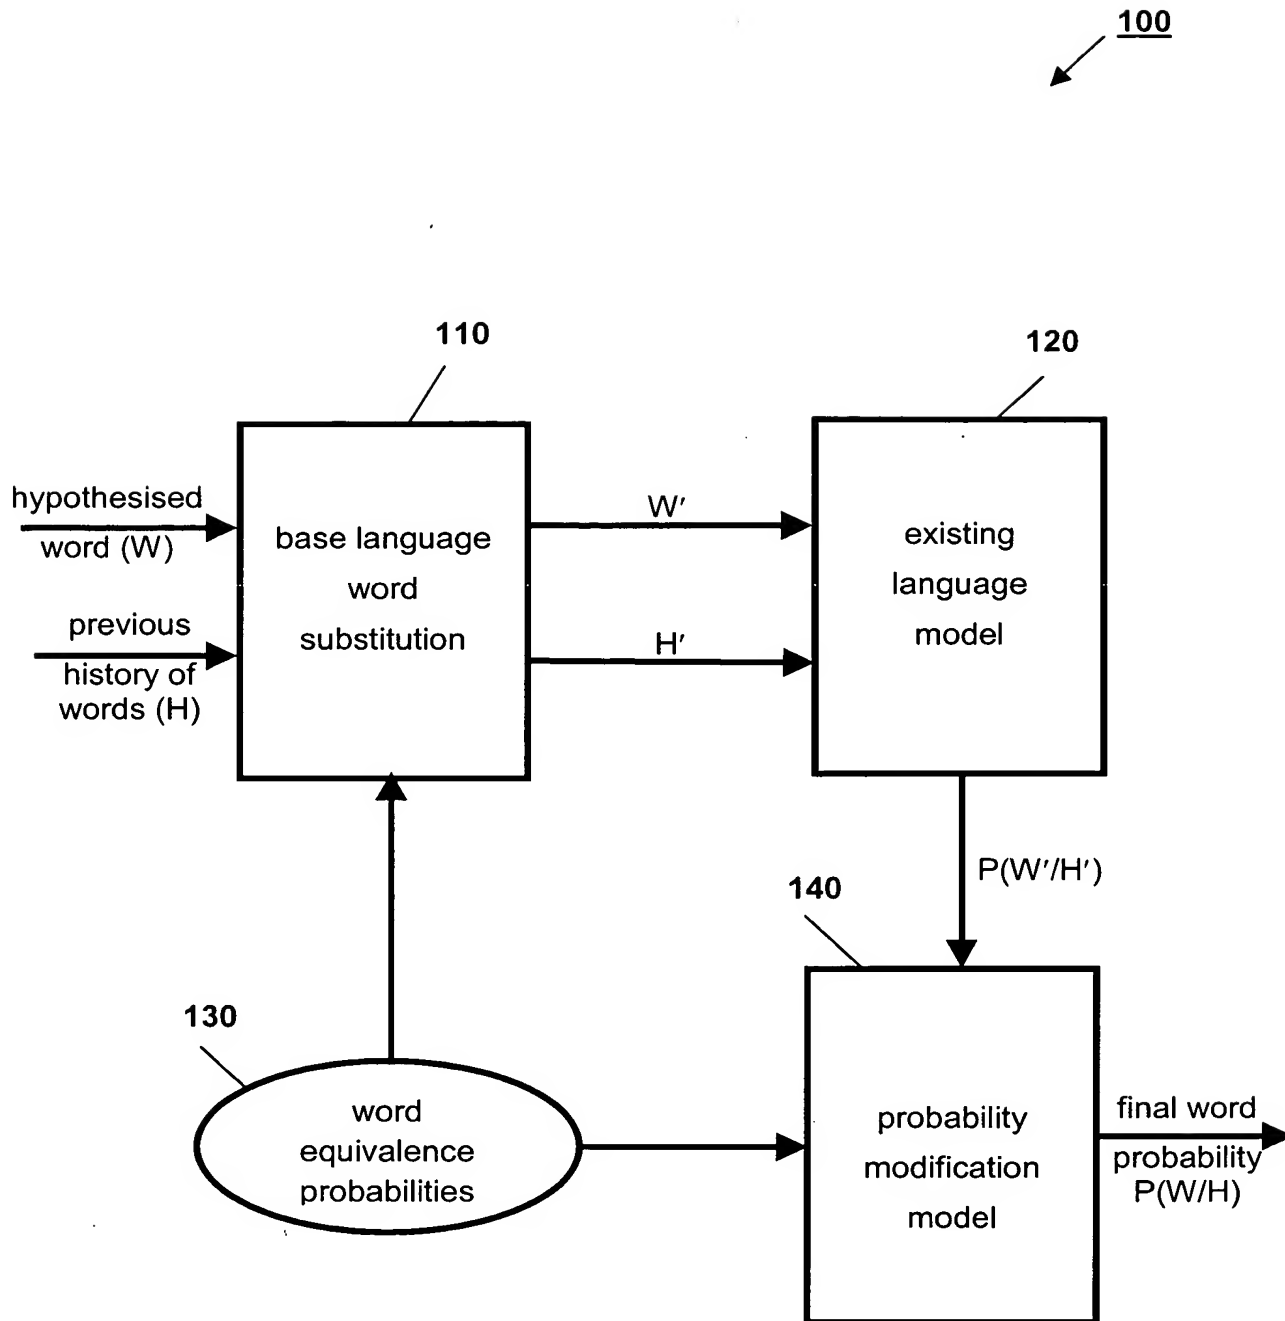 100
110
120
hypothesised
word (W)
previous
history of
words (H)
base language
word
substitution
W′
H′
existing
language
model
P(W′/H′)
140
130
word
equivalence
probabilities
probability
modification
model
final word
probability
P(W/H)